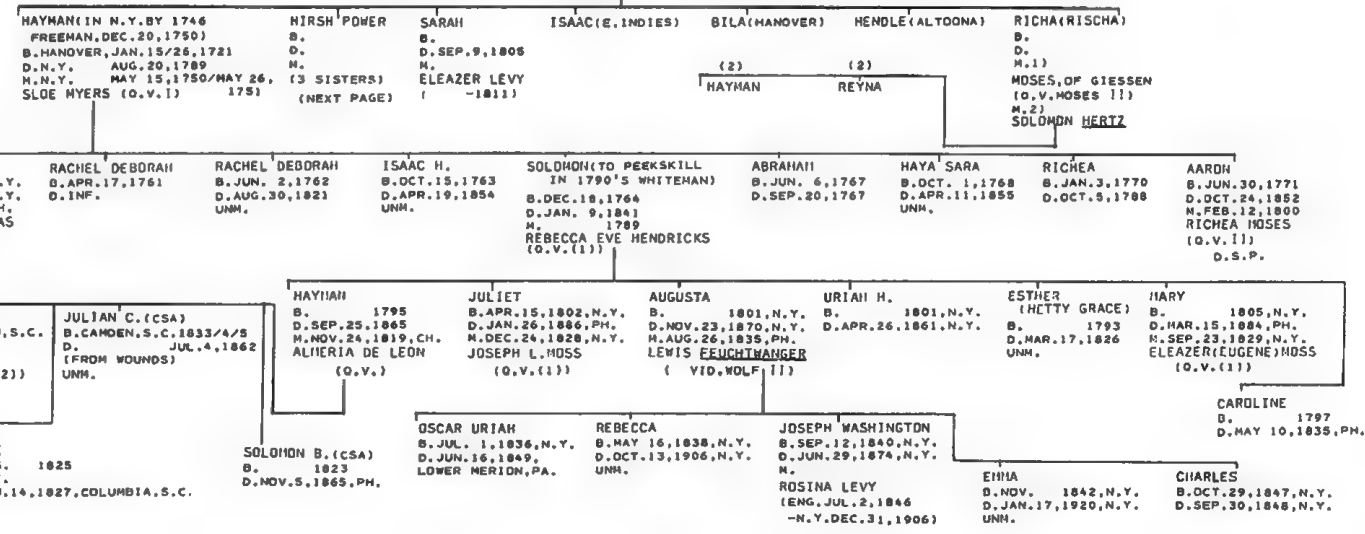 HAYMAN(IN N.Y.BY 1746
FREEMAN,DEC.20,1750)
B.HANOVER,JAN.15/26,1721
D.N.Y. AUG.20,1789
M.N.Y. MAY 15,1750/MAY 26,
SLOE MYERS (Q.V.I) 1751
HIRSH POWER
B.
D.
M.
(3 SISTERS)
(NEXT PAGE)
SARAH
B.
D.SEP.9,1805
M.
ELEAZER LEVY
( -1811)
ISAAC(E.INDIES)
BILA(HANOVER)
HENDLE(ALTOONA)
RICHA(RISCHA)
B.
D.
M.1)
MOSES,OF GIESSEN
(Q.V.MOSES II)
M.2)
SOLOMON HERTZ
(2)
HAYMAN
(2)
REYNA
.Y.
.Y.
H.
AS
RACHEL DEBORAH
B.APR.17,1761
D.INF.
RACHEL DEBORAH
B.JUN. 2,1762
D.AUG.30,1821
UNM.
ISAAC H.
B.OCT.15,1763
D.APR.19,1854
UNM.
SOLOMON(TO PEEKSKILL
IN 1790'S WHITEMAN)
B.DEC.18,1764
D.JAN. 9,1841
M. 1789
REBECCA EVE HENDRICKS
(Q.V.(1))
ABRAHAM
B.JUN. 6,1767
D.SEP.20,1767
HAYA SARA
B.OCT. 1,1768
D.APR.11,1855
UNM.
RICHEA
B.JAN.3,1770
D.OCT.5,1788
AARON
B.JUN.30,1771
D.OCT.24,1852
M.FEB.12,1800
RICHEA MOSES
(Q.V.II)
D.S.P.
,S.C.
2))
JULIAN C.(CSA)
B.CAMDEN,S.C.1833/4/5
D. JUL.4,1862
(FROM WOUNDS)
UNM.
HAYMAN
B. 1795
D.SEP.25,1865
M.NOV.24,1819,CH.
ALMERIA DE LEON
(Q.V.)
JULIET
B.APR.15,1802,N.Y.
D.JAN.26,1886,PH.
M.DEC.24,1828,N.Y.
JOSEPH L.MOSS
(Q.V.(1))
AUGUSTA
B. 1801,N.Y.
D.NOV.23,1870,N.Y.
M.AUG.26,1835,PH.
LEWIS FEUCHTWANGER
( VID.WOLF II)
URIAH H.
B. 1801,N.Y.
D.APR.26,1861,N.Y.
ESTHER
(HETTY GRACE)
B. 1793
D.MAR.17,1826
UNM.
MARY
B. 1805,N.Y.
D.MAR.15,1884,PH.
M.SEP.23,1829,N.Y.
ELEAZER(EUGENE)MOSS
(Q.V.(1))
CAROLINE
B. 1797
D.MAY 10,1835,PH.
. 1825
.
.14,1827,COLUMBIA,S.C.
SOLOMON B.(CSA)
B. 1823
D.NOV.5,1865,PH.
OSCAR URIAH
B.JUL. 1,1836,N.Y.
D.JUN.16,1849,
LOWER MERION,PA.
REBECCA
B.MAY 16,1838,N.Y.
D.OCT.13,1906,N.Y.
UNM.
JOSEPH WASHINGTON
B.SEP.12,1840,N.Y.
D.JUN.29,1874,N.Y.
M.
ROSINA LEVY
(ENG.JUL.2,1846
-N.Y.DEC.31,1906)
EMMA
B.NOV. 1842,N.Y.
D.JAN.17,1920,N.Y.
UNM.
CHARLES
B.OCT.29,1847,N.Y.
D.SEP.30,1848,N.Y.